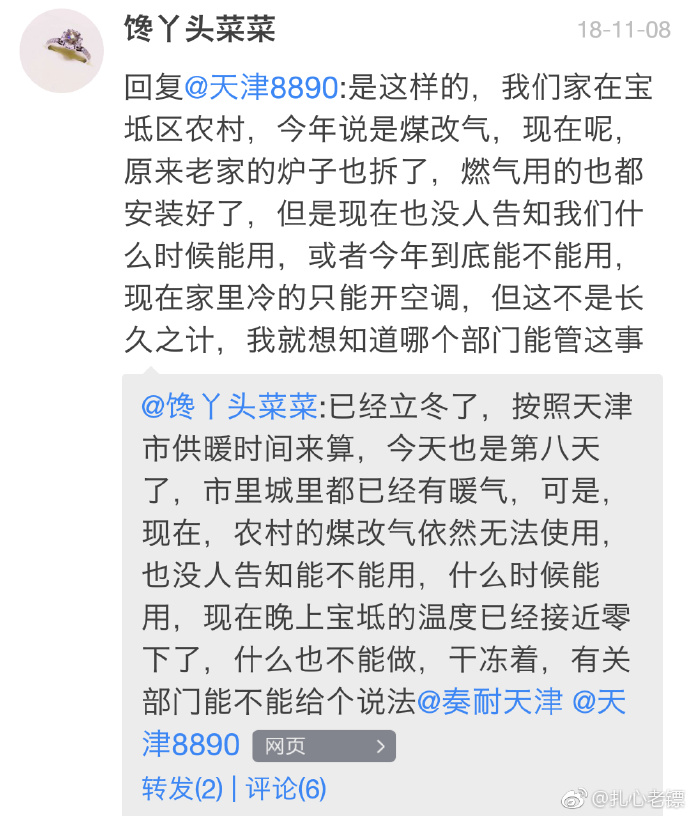 馋丫头菜菜
18-11-08
回复@天津8890:是这样的，我们家在宝
坻区农村，今年说是煤改气，现在呢，
原来老家的炉子也拆了，燃气用的也都
安装好了，但是现在也没人告知我们什
么时候能用，或者今年到底能不能用，
现在家里冷的只能开空调，但这不是长
久之计，我就想知道哪个部门能管这事
@馋丫头菜菜:已经立冬了，按照天津
市供暖时间来算，今天也是第八天
了，市里城里都已经有暖气，可是，
现在，农村的煤改气依然无法使用，
也没人告知能不能用，什么时候能
用，现在晚上宝坻的温度已经接近零
下了，什么也不能做，干冻着，有关
部门能不能给个说法@奏耐天津 @天
津8890 网页 >
转发(2) | 评论(6)
@扎心老镖